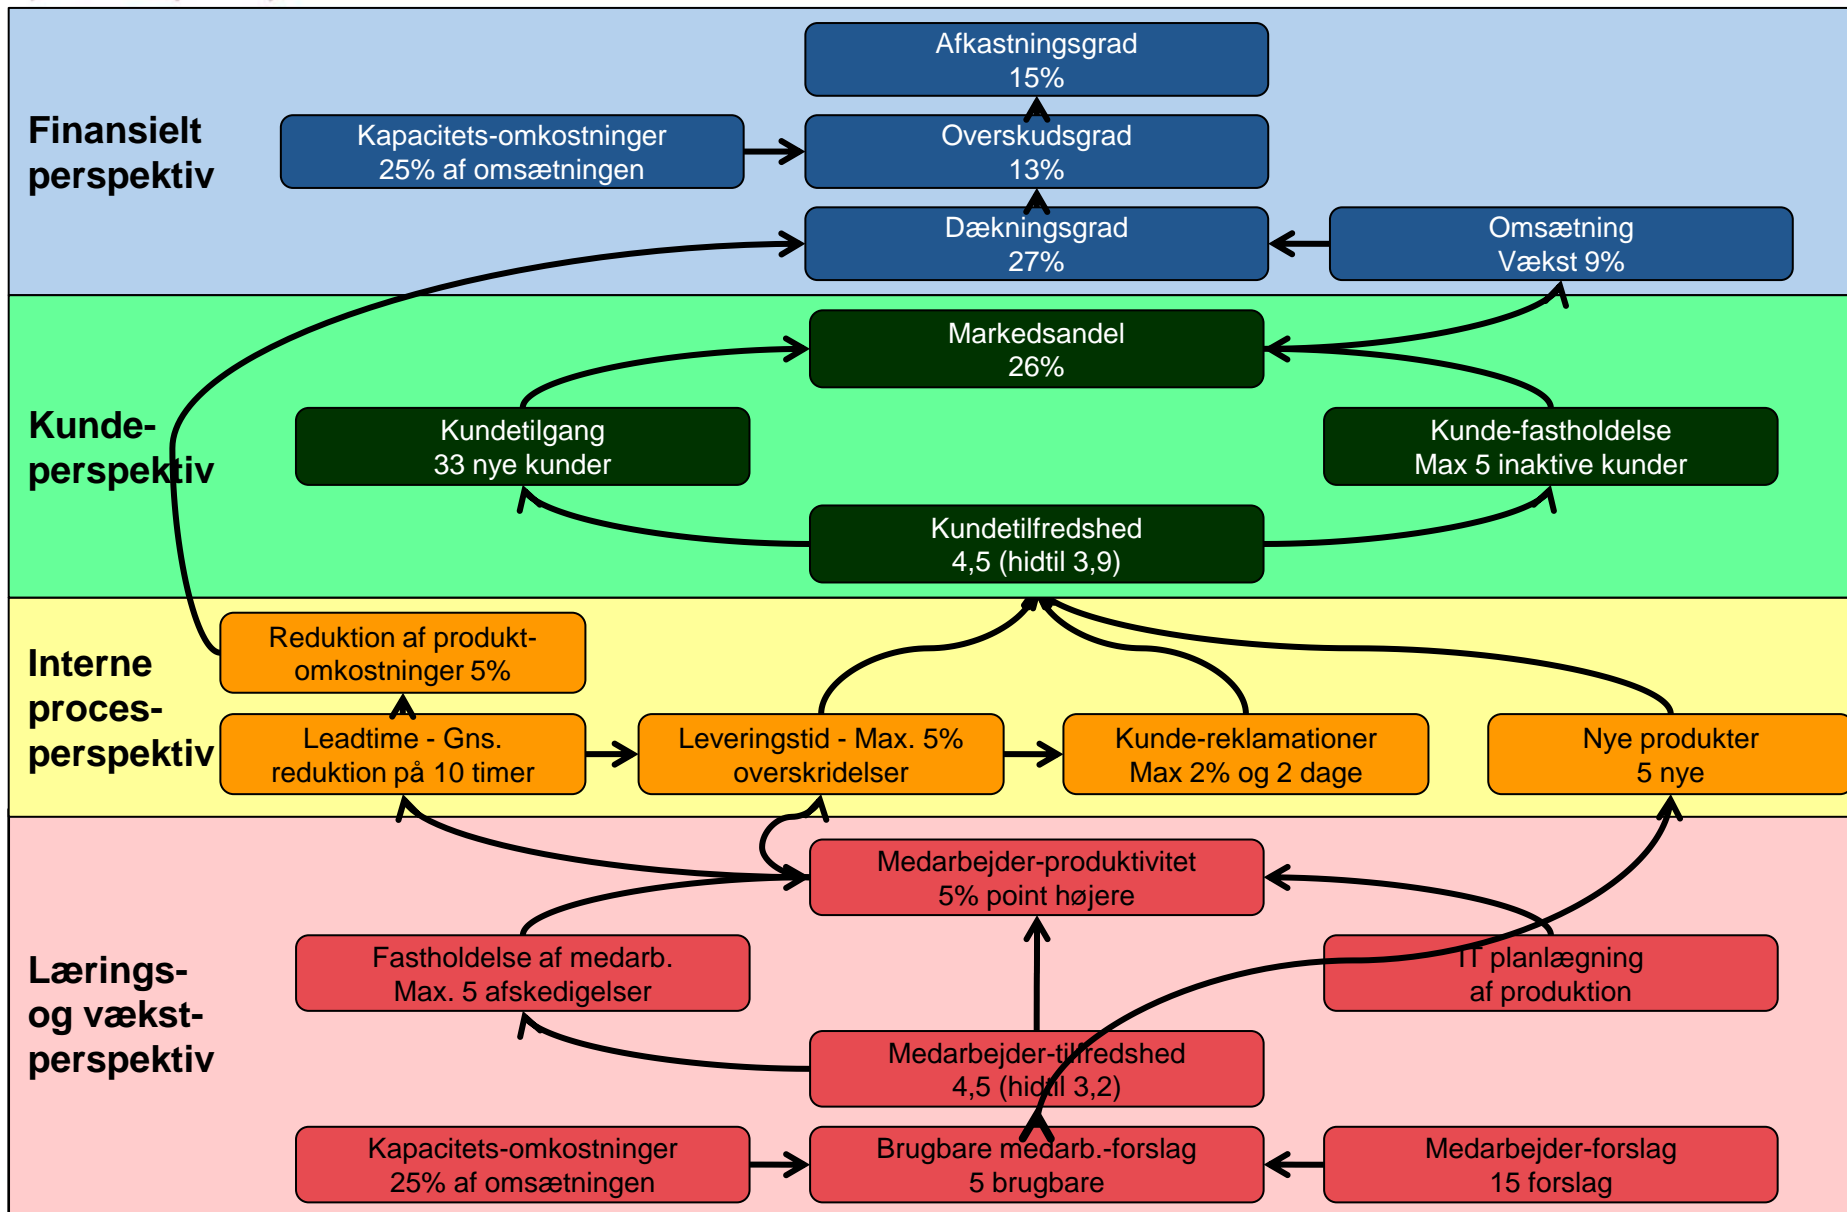 Finansielt
perspektiv
Afkastningsgrad
15%
Kapacitets-omkostninger
25% af omsætningen
Overskudsgrad
13%
Dækningsgrad
27%
Omsætning
Vækst 9%
Kunde-
perspektiv
Markedsandel
26%
Kundetilgang
33 nye kunder
Kunde-fastholdelse
Max 5 inaktive kunder
Kundetilfredshed
4,5 (hidtil 3,9)
Interne
proces-
perspektiv
Reduktion af produkt-
omkostninger 5%
Leadtime - Gns.
reduktion på 10 timer
Leveringstid - Max. 5%
overskridelser
Kunde-reklamationer
Max 2% og 2 dage
Nye produkter
5 nye
Lærings-
og vækst-
perspektiv
Medarbejder-produktivitet
5% point højere
Fastholdelse af medarb.
Max. 5 afskedigelser
IT planlægning
af produktion
Medarbejder-tilfredshed
4,5 (hidtil 3,2)
Kapacitets-omkostninger
25% af omsætningen
Brugbare medarb.-forslag
5 brugbare
Medarbejder-forslag
15 forslag